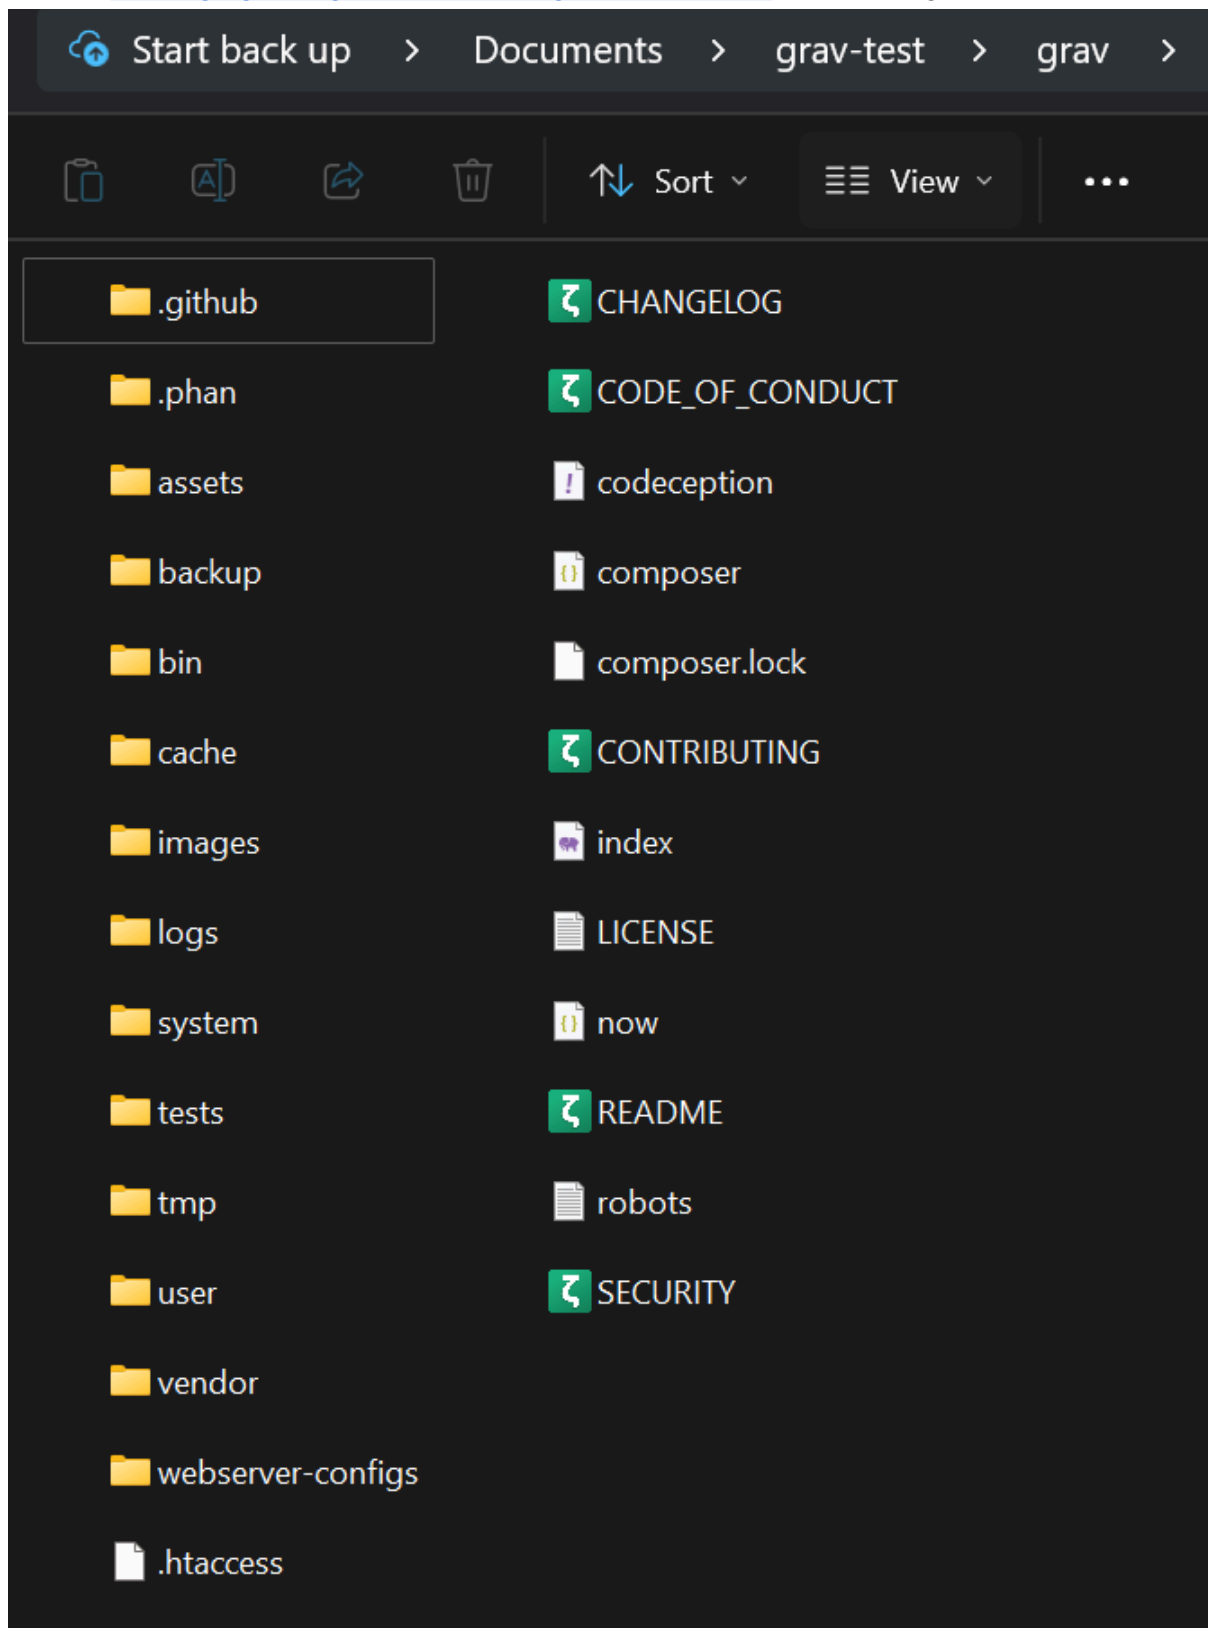 Start back up > Documents > grav-test > grav >
Sort View
.github
.phan
assets
backup
bin
cache
images
logs
system
tests
tmp
user
vendor
webserver-configs
.htaccess
CHANGELOG
CODE_OF_CONDUCT
codeception
composer
composer.lock
CONTRIBUTING
index
LICENSE
now
README
robots
SECURITY